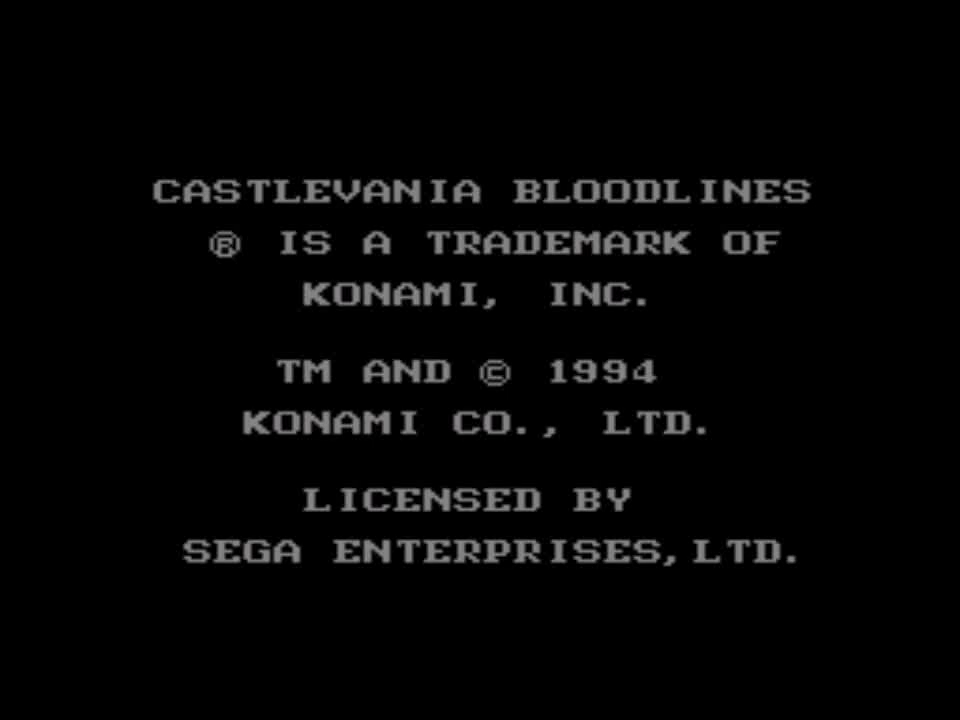 CASTLEVANIA BLOODLINES
® IS A TRADEMARK OF
KONAMI, INC.
TM AND © 1994
KONAMI CO., LTD.
LICENSED BY
SEGA ENTERPRISES,LTD.